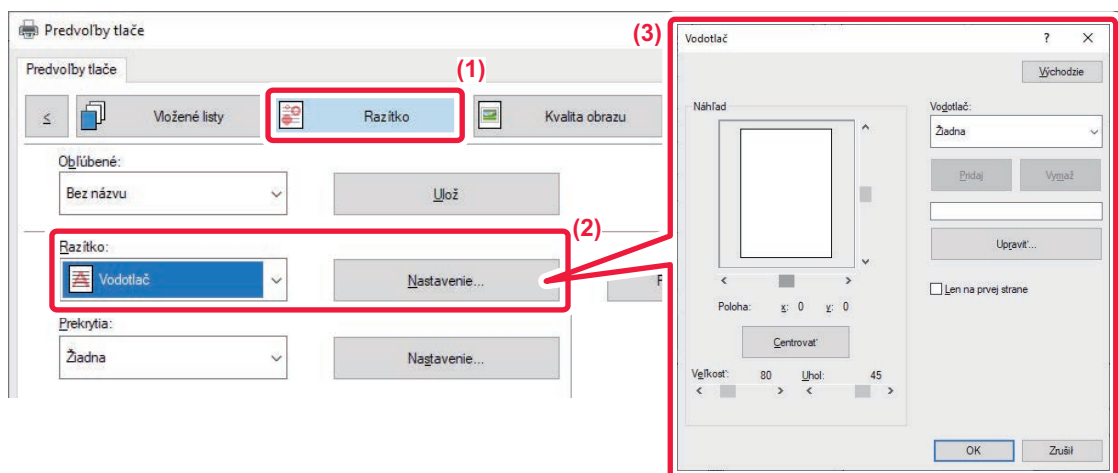 Predvoľby tlače
Predvoľby tlače
(1)
< Vložené listy Razítko Kvalita obrazu
Obľúbené:
Bez názvu Ulož
(2)
Razítko:
Vodotlač Nastavenie...
Prekrytia:
Žiadna Nastavenie...
(3)
Vodotlač ? X
Východzie
Náhľad
Vodotlač:
Žiadna
Pridaj Vymaž
Upraviť...
Len na prvej strane
Poloha: x: 0 y: 0
Centrovať
Veľkosť: 80 Uhol: 45
OK Zrušiť